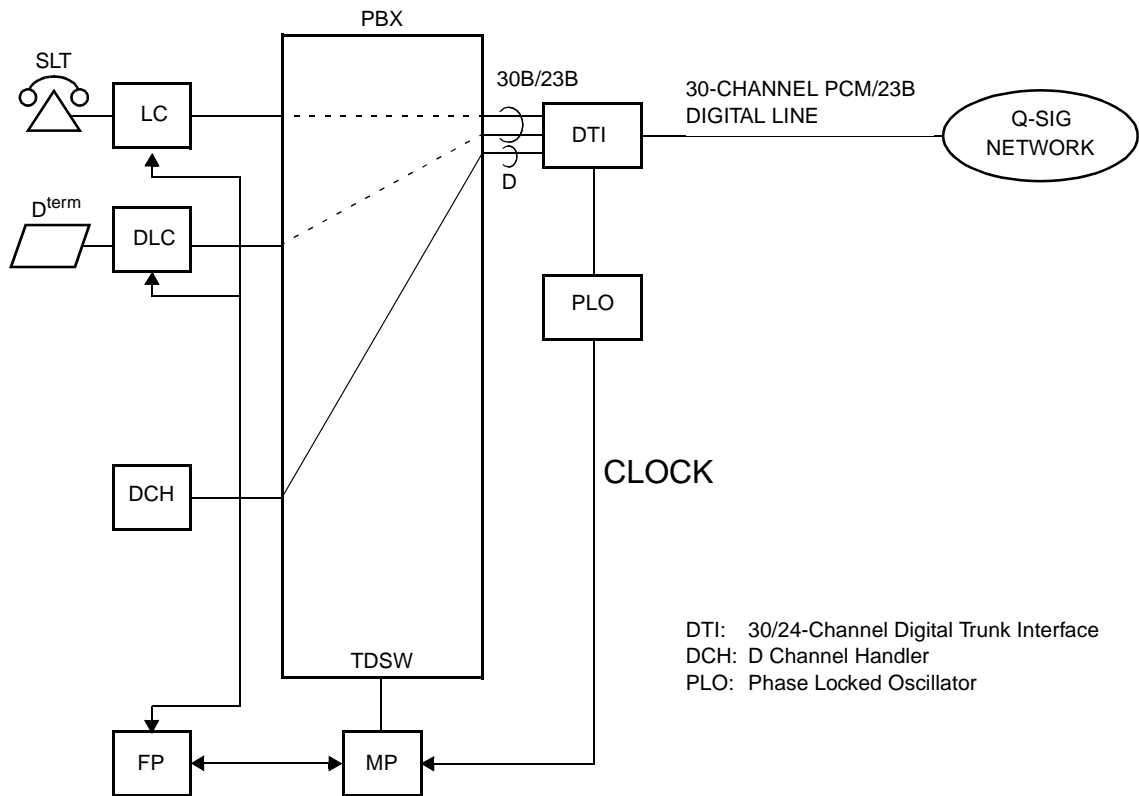 PBX
SLT
LC
30B/23B
DTI
30-CHANNEL PCM/23B
DIGITAL LINE
Q-SIG
NETWORK
D
Dterm
DLC
PLO
DCH
CLOCK
TDSW
FP
MP
DTI: 30/24-Channel Digital Trunk Interface
DCH: D Channel Handler
PLO: Phase Locked Oscillator